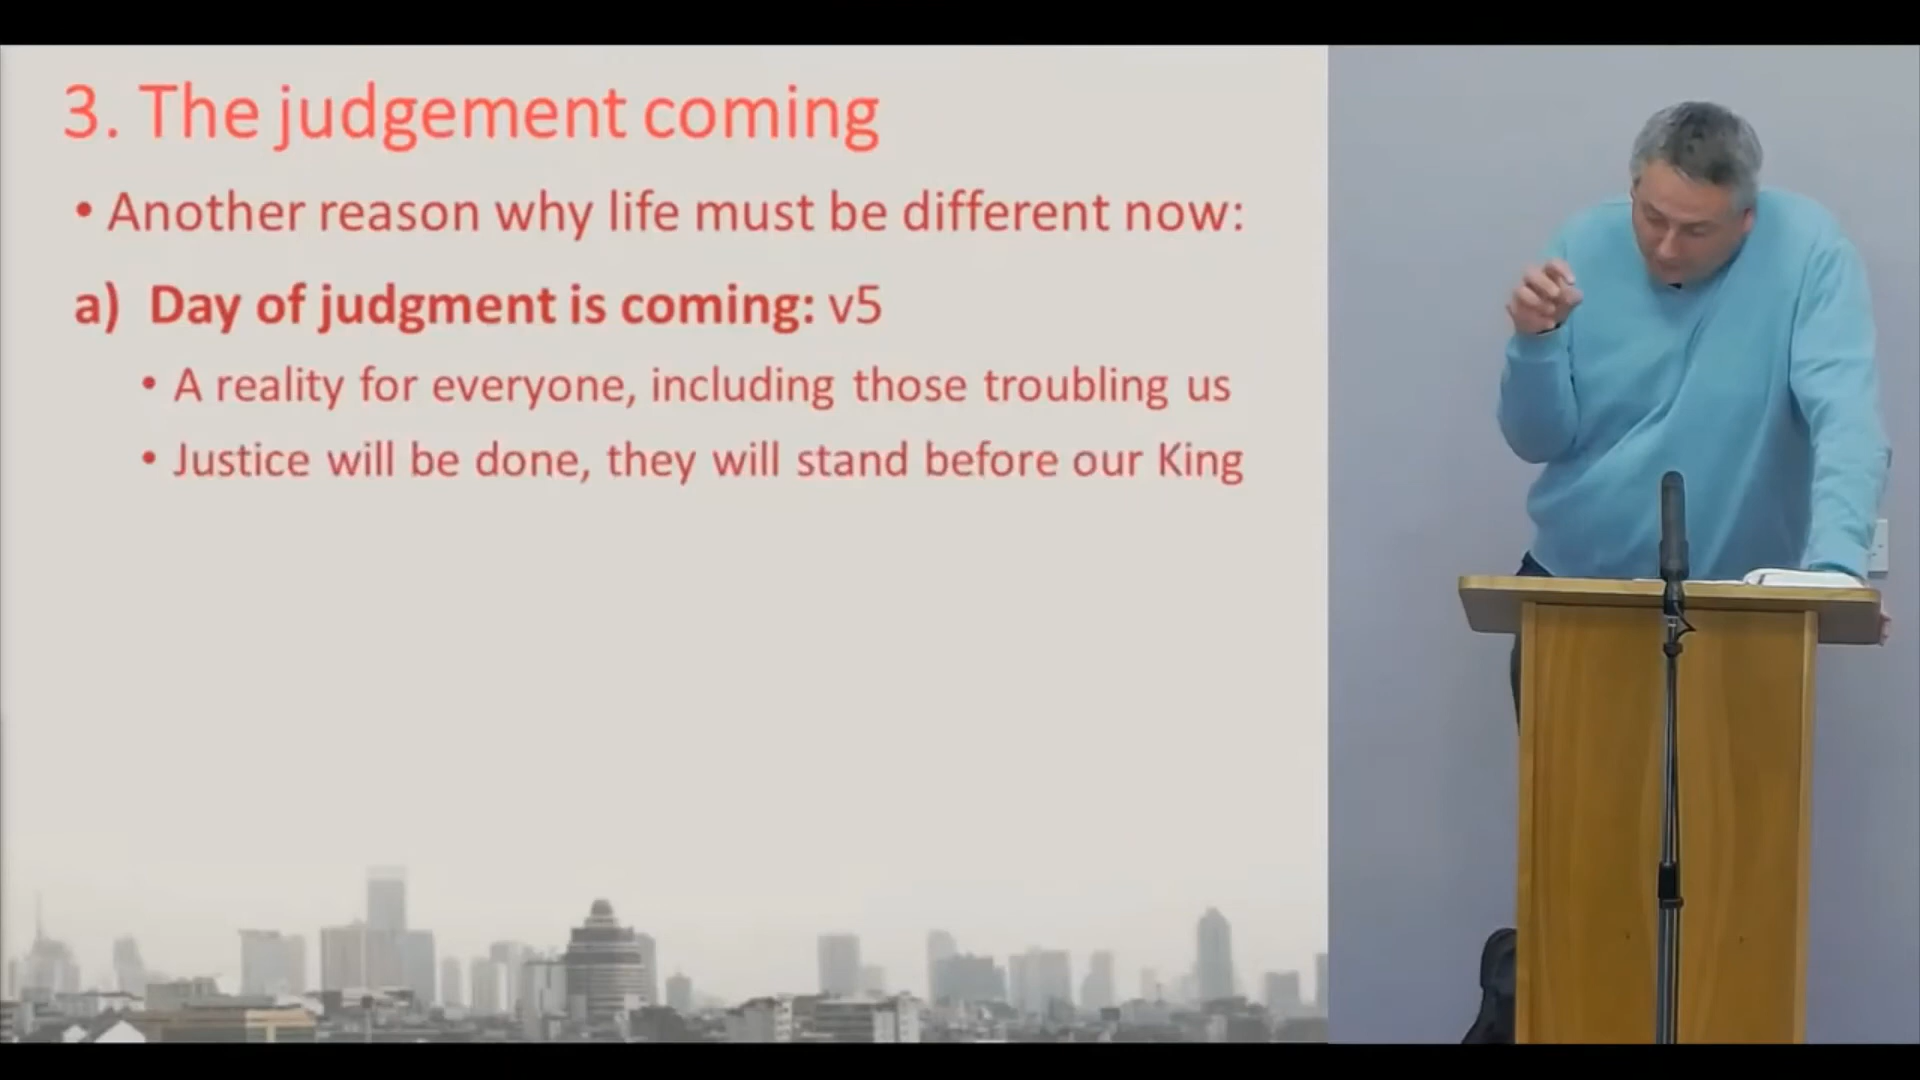 3. The judgement coming
• Another reason why life must be different now:
a) Day of judgment is coming: v5
• A reality for everyone, including those troubling us
• Justice will be done, they will stand before our King